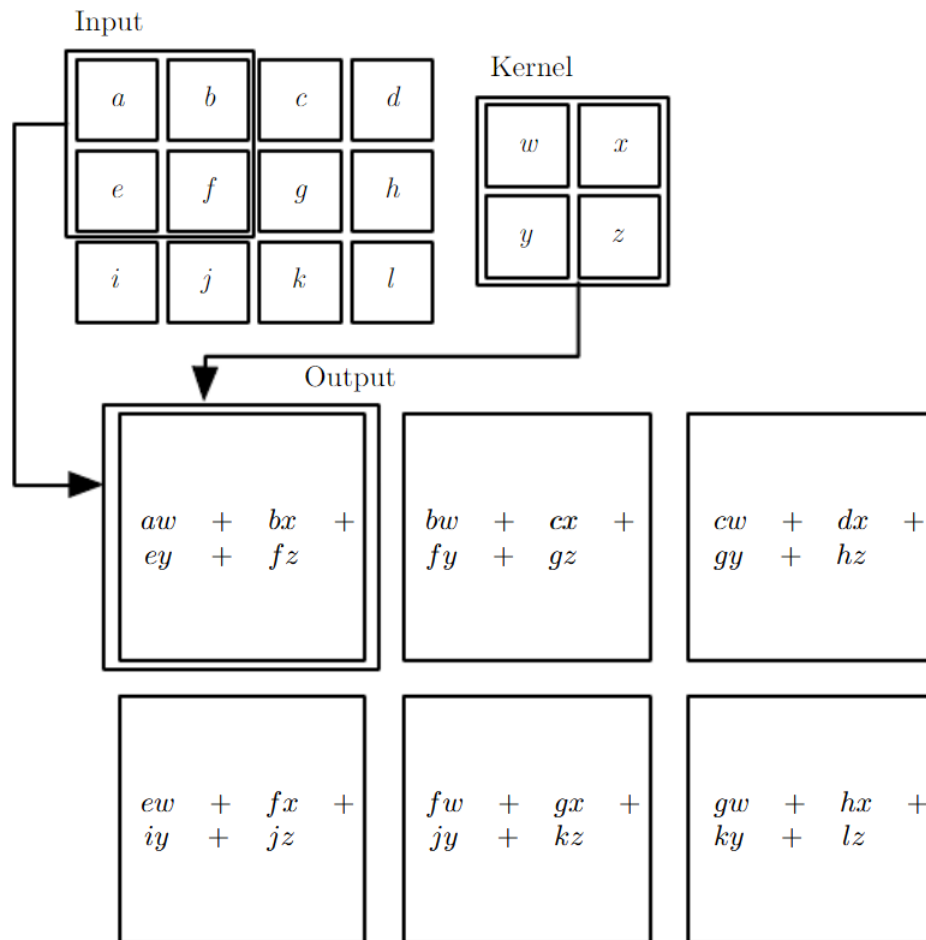 Input
a b c d
e f g h
i j k l
Kernel
w x
y z
Output
aw + bx +
ey + fz
bw + cx +
fy + gz
cw + dx +
gy + hz
ew + fx +
iy + jz
fw + gx +
jy + kz
gw + hx +
ky + lz